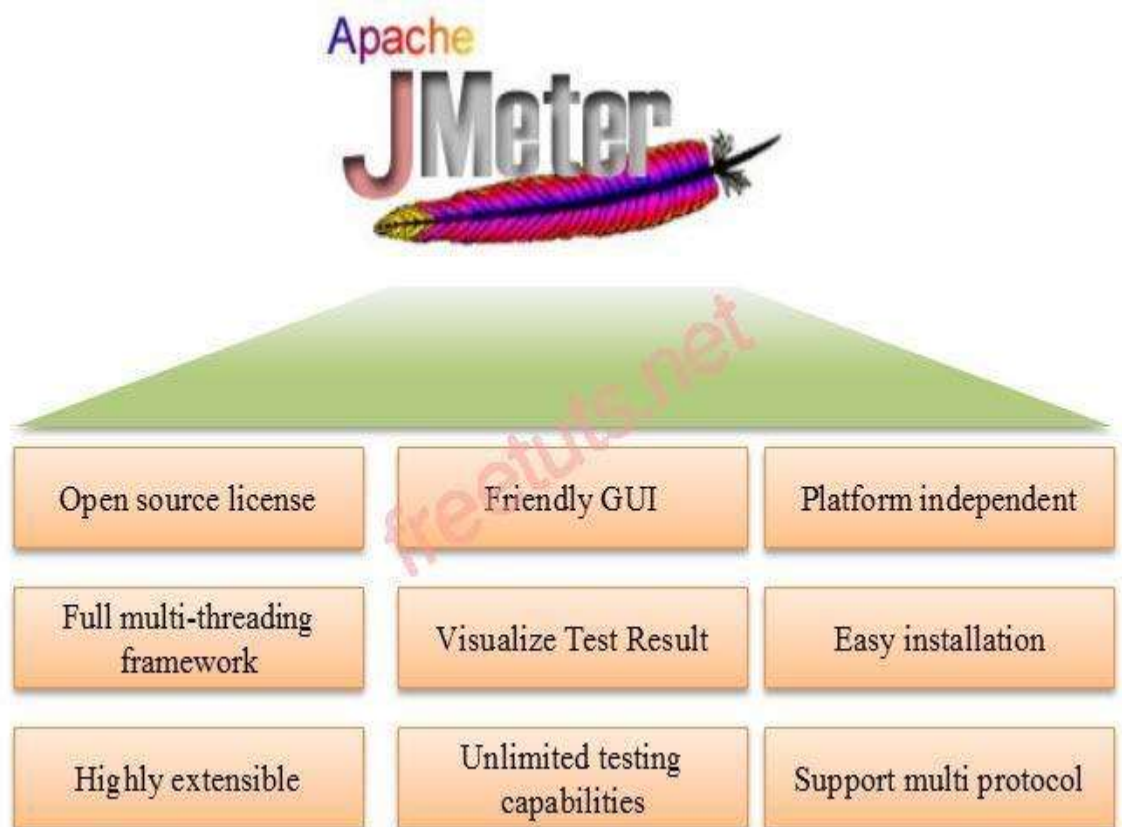 Apache
JMeter
freetuts.net
Open source license
Friendly GUI
Platform independent
Full multi-threading
framework
Visualize Test Result
Easy installation
Highly extensible
Unlimited testing
capabilities
Support multi protocol